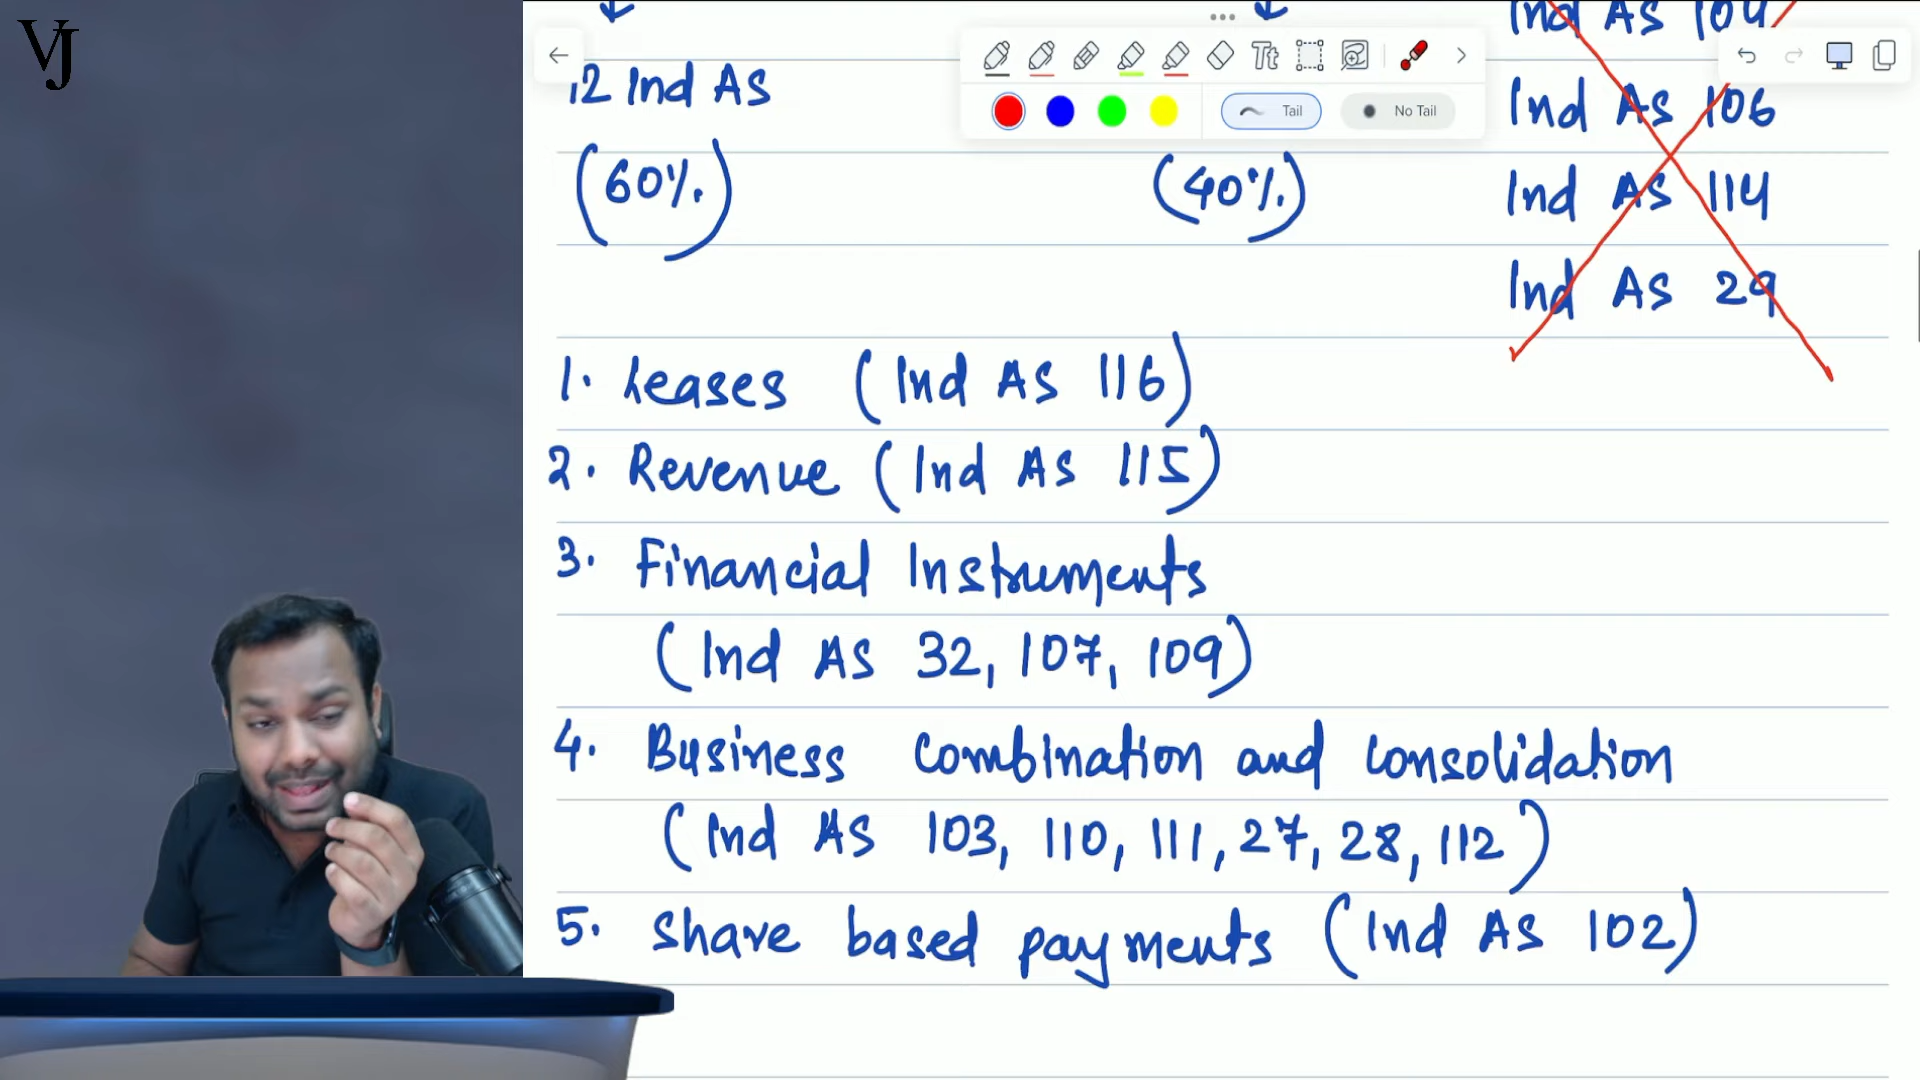 VJ
Ind AS 104
12 Ind AS
Tt
Tail
No Tail
Ind AS 106
(60%.)
(40%.)
Ind AS 114
Ind AS 29
1. Leases (Ind AS 116)
2. Revenue (Ind AS 115)
3. Financial Instruments
(Ind AS 32, 107, 109)
4. Business Combination and Consolidation
(Ind AS 103, 110, 111, 27, 28, 112)
5. Share based payments (Ind AS 102)